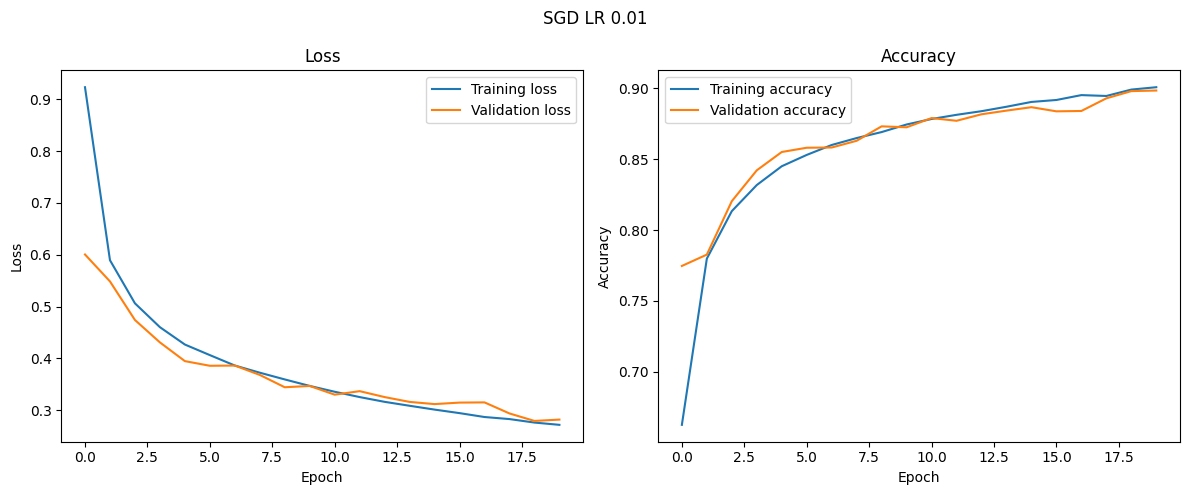 SGD LR 0.01
Loss
Training loss
Validation loss
0.9
0.8
0.7
0.6
0.5
0.4
0.3
Loss
0.0 2.5 5.0 7.5 10.0 12.5 15.0 17.5
Epoch
Accuracy
Training accuracy
Validation accuracy
0.90
0.85
0.80
0.75
0.70
Accuracy
0.0 2.5 5.0 7.5 10.0 12.5 15.0 17.5
Epoch